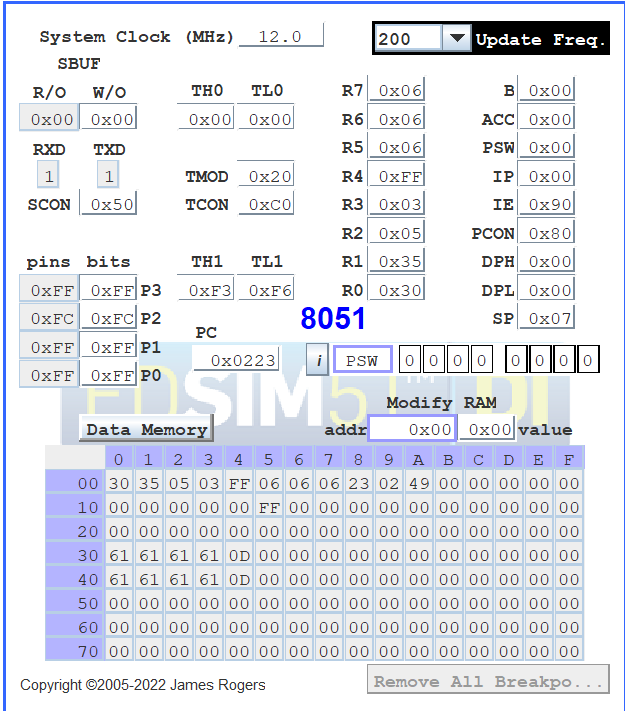 System Clock (MHz) 12.0 200 Update Freq.
SBUF
R/O W/O TH0 TL0 R7 0x06 B 0x00
0x00 0x00 0x00 0x00 R6 0x06 ACC 0x00
RXD TXD R5 0x06 PSW 0x00
1 1 TMOD 0x20 R4 0xFF IP 0x00
SCON 0x50 TCON 0xC0 R3 0x03 IE 0x90
R2 0x05 PCON 0x80
pins bits TH1 TL1 R1 0x35 DPH 0x00
0xFF 0xFF P3 0xF3 0xF6 R0 0x30 DPL 0x00
0xFC 0xFC P2 8051 SP 0x07
PC
0xFF 0xFF P1 0x0223 i PSW 0 0 0 0 0 0 0 0
0xFF 0xFF P0
EDSIM51 DI
TM
Modify RAM
Data Memory addr 0x00 0x00 value
0 1 2 3 4 5 6 7 8 9 A B C D E F
00 30 35 05 03 FF 06 06 06 23 02 49 00 00 00 00 00
10 00 00 00 00 00 FF 00 00 00 00 00 00 00 00 00 00
20 00 00 00 00 00 00 00 00 00 00 00 00 00 00 00 00
30 61 61 61 61 0D 00 00 00 00 00 00 00 00 00 00 00
40 61 61 61 61 0D 00 00 00 00 00 00 00 00 00 00 00
50 00 00 00 00 00 00 00 00 00 00 00 00 00 00 00 00
60 00 00 00 00 00 00 00 00 00 00 00 00 00 00 00 00
70 00 00 00 00 00 00 00 00 00 00 00 00 00 00 00 00
Copyright ©2005-2022 James Rogers Remove All Breakpo...